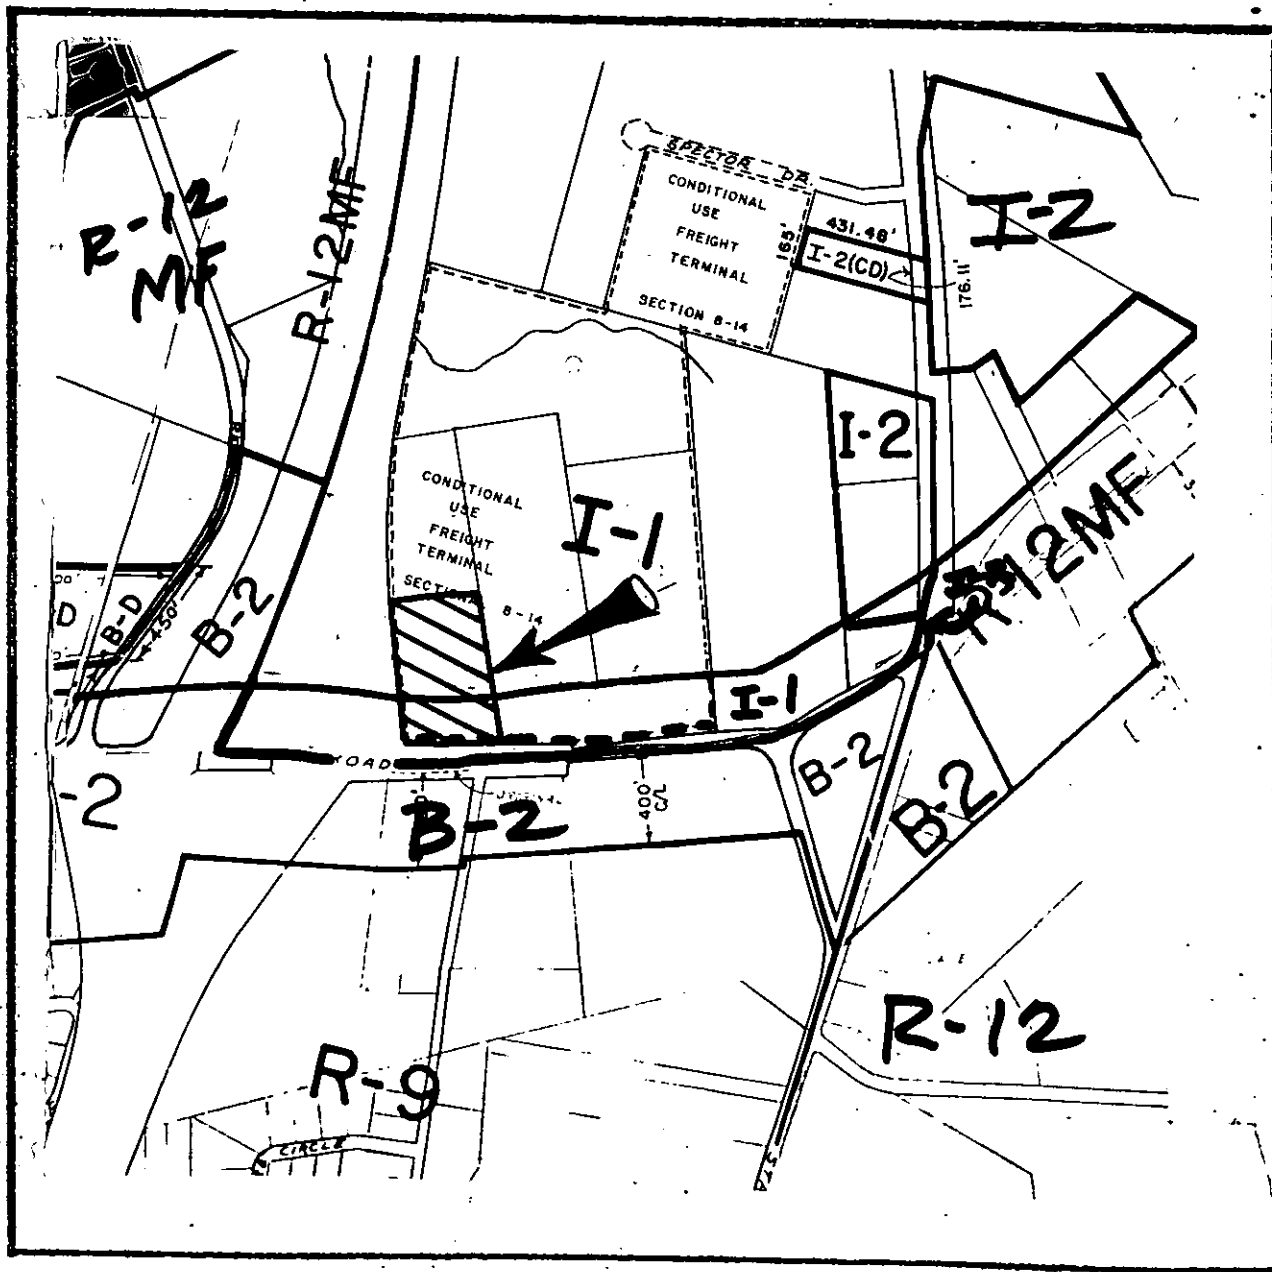 SPECTOR DR
CONDITIONAL
USE
FREIGHT
TERMINAL
SECTION 8-14
165'
431.48'
I-2(CD)
176.11'
I-2
R-12
MF
R-12MF
I-2
CONDITIONAL
USE
FREIGHT
TERMINAL
SECTION
8-14
I-1
R-12MF
B-2
B-D
D
450'
I-1
B-2
B-2
-2
OAD
B-2
400'
C/L
R-12
R-9
CIRCLE